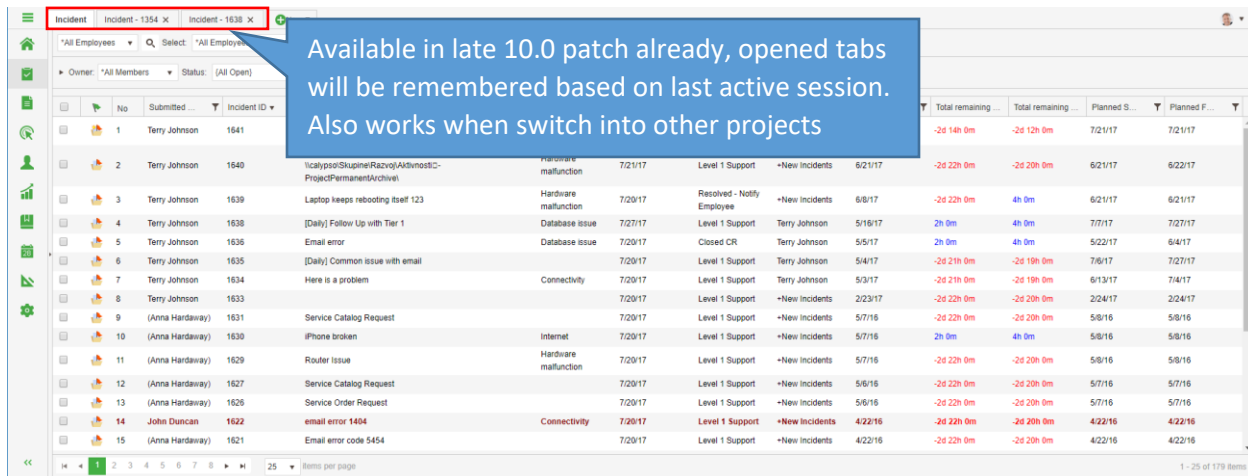 Incident Incident - 1354 × Incident - 1638 ×
*All Employees Select: *All Employee
Owner: *All Members Status: (All Open)
Available in late 10.0 patch already, opened tabs
will be remembered based on last active session.
Also works when switch into other projects
No Submitted ... Incident ID Total remaining ... Total remaining ... Planned S... Planned F...
1 Terry Johnson 1641 -2d 14h 0m -2d 12h 0m 7/21/17 7/21/17
2 Terry Johnson 1640 \\calypso\Skupine\Razvoj\Aktivnosti - 
ProjectPermanentArchive\ Hardware
malfunction 7/21/17 Level 1 Support +New Incidents 6/21/17 -2d 22h 0m -2d 20h 0m 6/21/17 6/22/17
3 Terry Johnson 1639 Laptop keeps rebooting itself 123 Hardware
malfunction 7/20/17 Resolved - Notify
Employee +New Incidents 6/8/17 -2d 22h 0m 4h 0m 6/21/17 6/21/17
4 Terry Johnson 1638 [Daily] Follow Up with Tier 1 Database issue 7/27/17 Level 1 Support Terry Johnson 5/16/17 2h 0m 4h 0m 7/7/17 7/27/17
5 Terry Johnson 1636 Email error Database issue 7/20/17 Closed CR Terry Johnson 5/5/17 2h 0m 4h 0m 5/22/17 6/4/17
6 Terry Johnson 1635 [Daily] Common issue with email 7/20/17 Level 1 Support Terry Johnson 5/4/17 -2d 21h 0m -2d 19h 0m 7/6/17 7/27/17
7 Terry Johnson 1634 Here is a problem Connectivity 7/20/17 Level 1 Support Terry Johnson 5/3/17 -2d 21h 0m -2d 19h 0m 6/13/17 7/4/17
8 Terry Johnson 1633 7/20/17 Level 1 Support +New Incidents 2/23/17 -2d 22h 0m -2d 20h 0m 2/24/17 2/24/17
9 (Anna Hardaway) 1631 Service Catalog Request 7/20/17 Level 1 Support +New Incidents 5/7/16 -2d 22h 0m -2d 20h 0m 5/8/16 5/8/16
10 (Anna Hardaway) 1630 iPhone broken Internet 7/20/17 Level 1 Support +New Incidents 5/7/16 2h 0m 4h 0m 5/8/16 5/8/16
11 (Anna Hardaway) 1629 Router Issue Hardware
malfunction 7/20/17 Level 1 Support +New Incidents 5/7/16 -2d 22h 0m -2d 20h 0m 5/8/16 5/8/16
12 (Anna Hardaway) 1627 Service Catalog Request 7/20/17 Level 1 Support +New Incidents 5/6/16 -2d 22h 0m -2d 20h 0m 5/7/16 5/7/16
13 (Anna Hardaway) 1626 Service Order Request 7/20/17 Level 1 Support +New Incidents 5/6/16 -2d 22h 0m -2d 20h 0m 5/7/16 5/7/16
14 John Duncan 1622 email error 1404 Connectivity 7/20/17 Level 1 Support +New Incidents 4/22/16 -2d 22h 0m -2d 20h 0m 4/22/16 4/22/16
15 (Anna Hardaway) 1621 Email error code 5454 7/20/17 Level 1 Support +New Incidents 4/22/16 -2d 22h 0m -2d 20h 0m 4/22/16 4/22/16
1 2 3 4 5 6 7 8 25 items per page 1 - 25 of 179 items